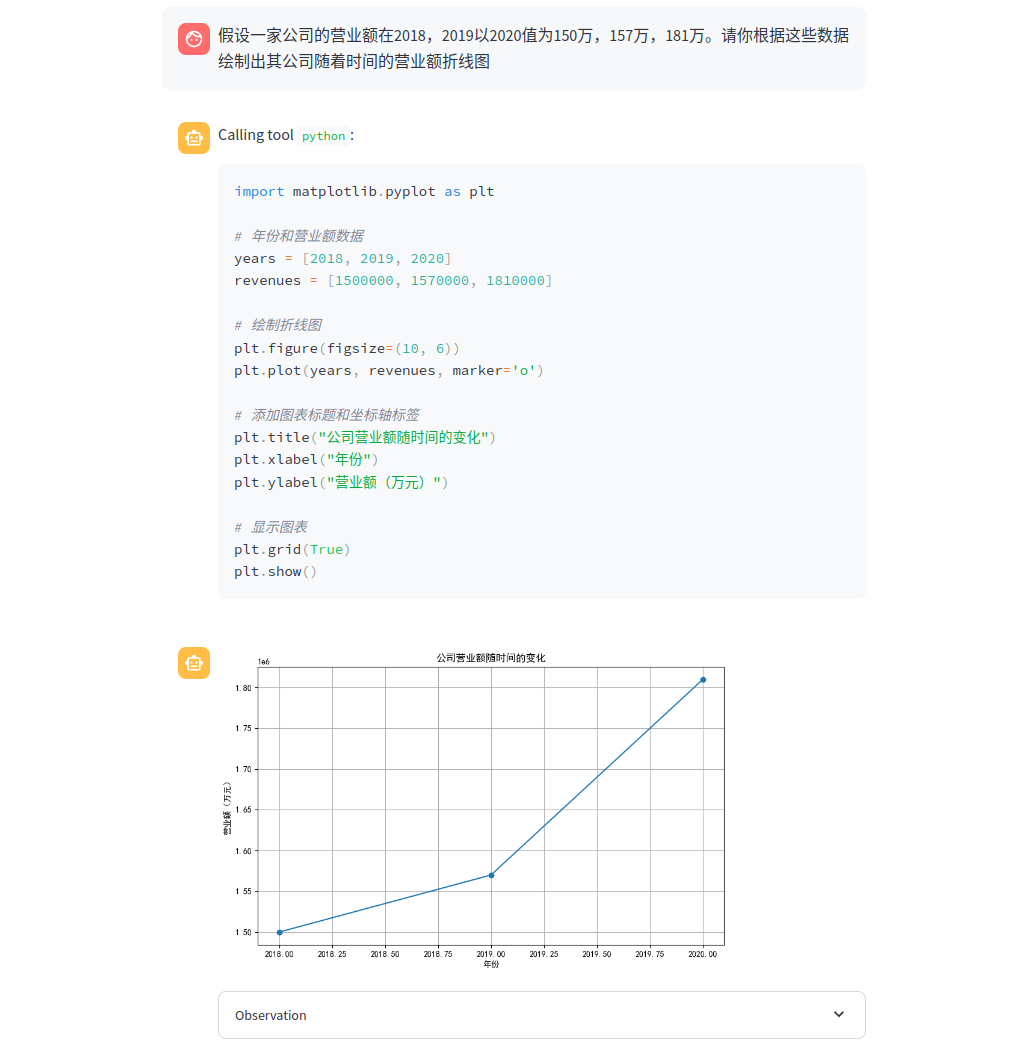 假设一家公司的营业额在2018，2019以2020值为150万，157万，181万。请你根据这些数据
绘制出其公司随着时间的营业额折线图
Calling tool python :
import matplotlib.pyplot as plt
# 年份和营业额数据
years = [2018, 2019, 2020]
revenues = [1500000, 1570000, 1810000]
# 绘制折线图
plt.figure(figsize=(10, 6))
plt.plot(years, revenues, marker='o')
# 添加图表标题和坐标轴标签
plt.title("公司营业额随时间的变化")
plt.xlabel("年份")
plt.ylabel("营业额（万元）")
# 显示图表
plt.grid(True)
plt.show()
公司营业额随时间的变化
1e6
1.80
1.75
1.70
1.65
1.60
1.55
1.50
营业额（万元）
2018.00 2018.25 2018.50 2018.75 2019.00 2019.25 2019.50 2019.75 2020.00
年份
Observation